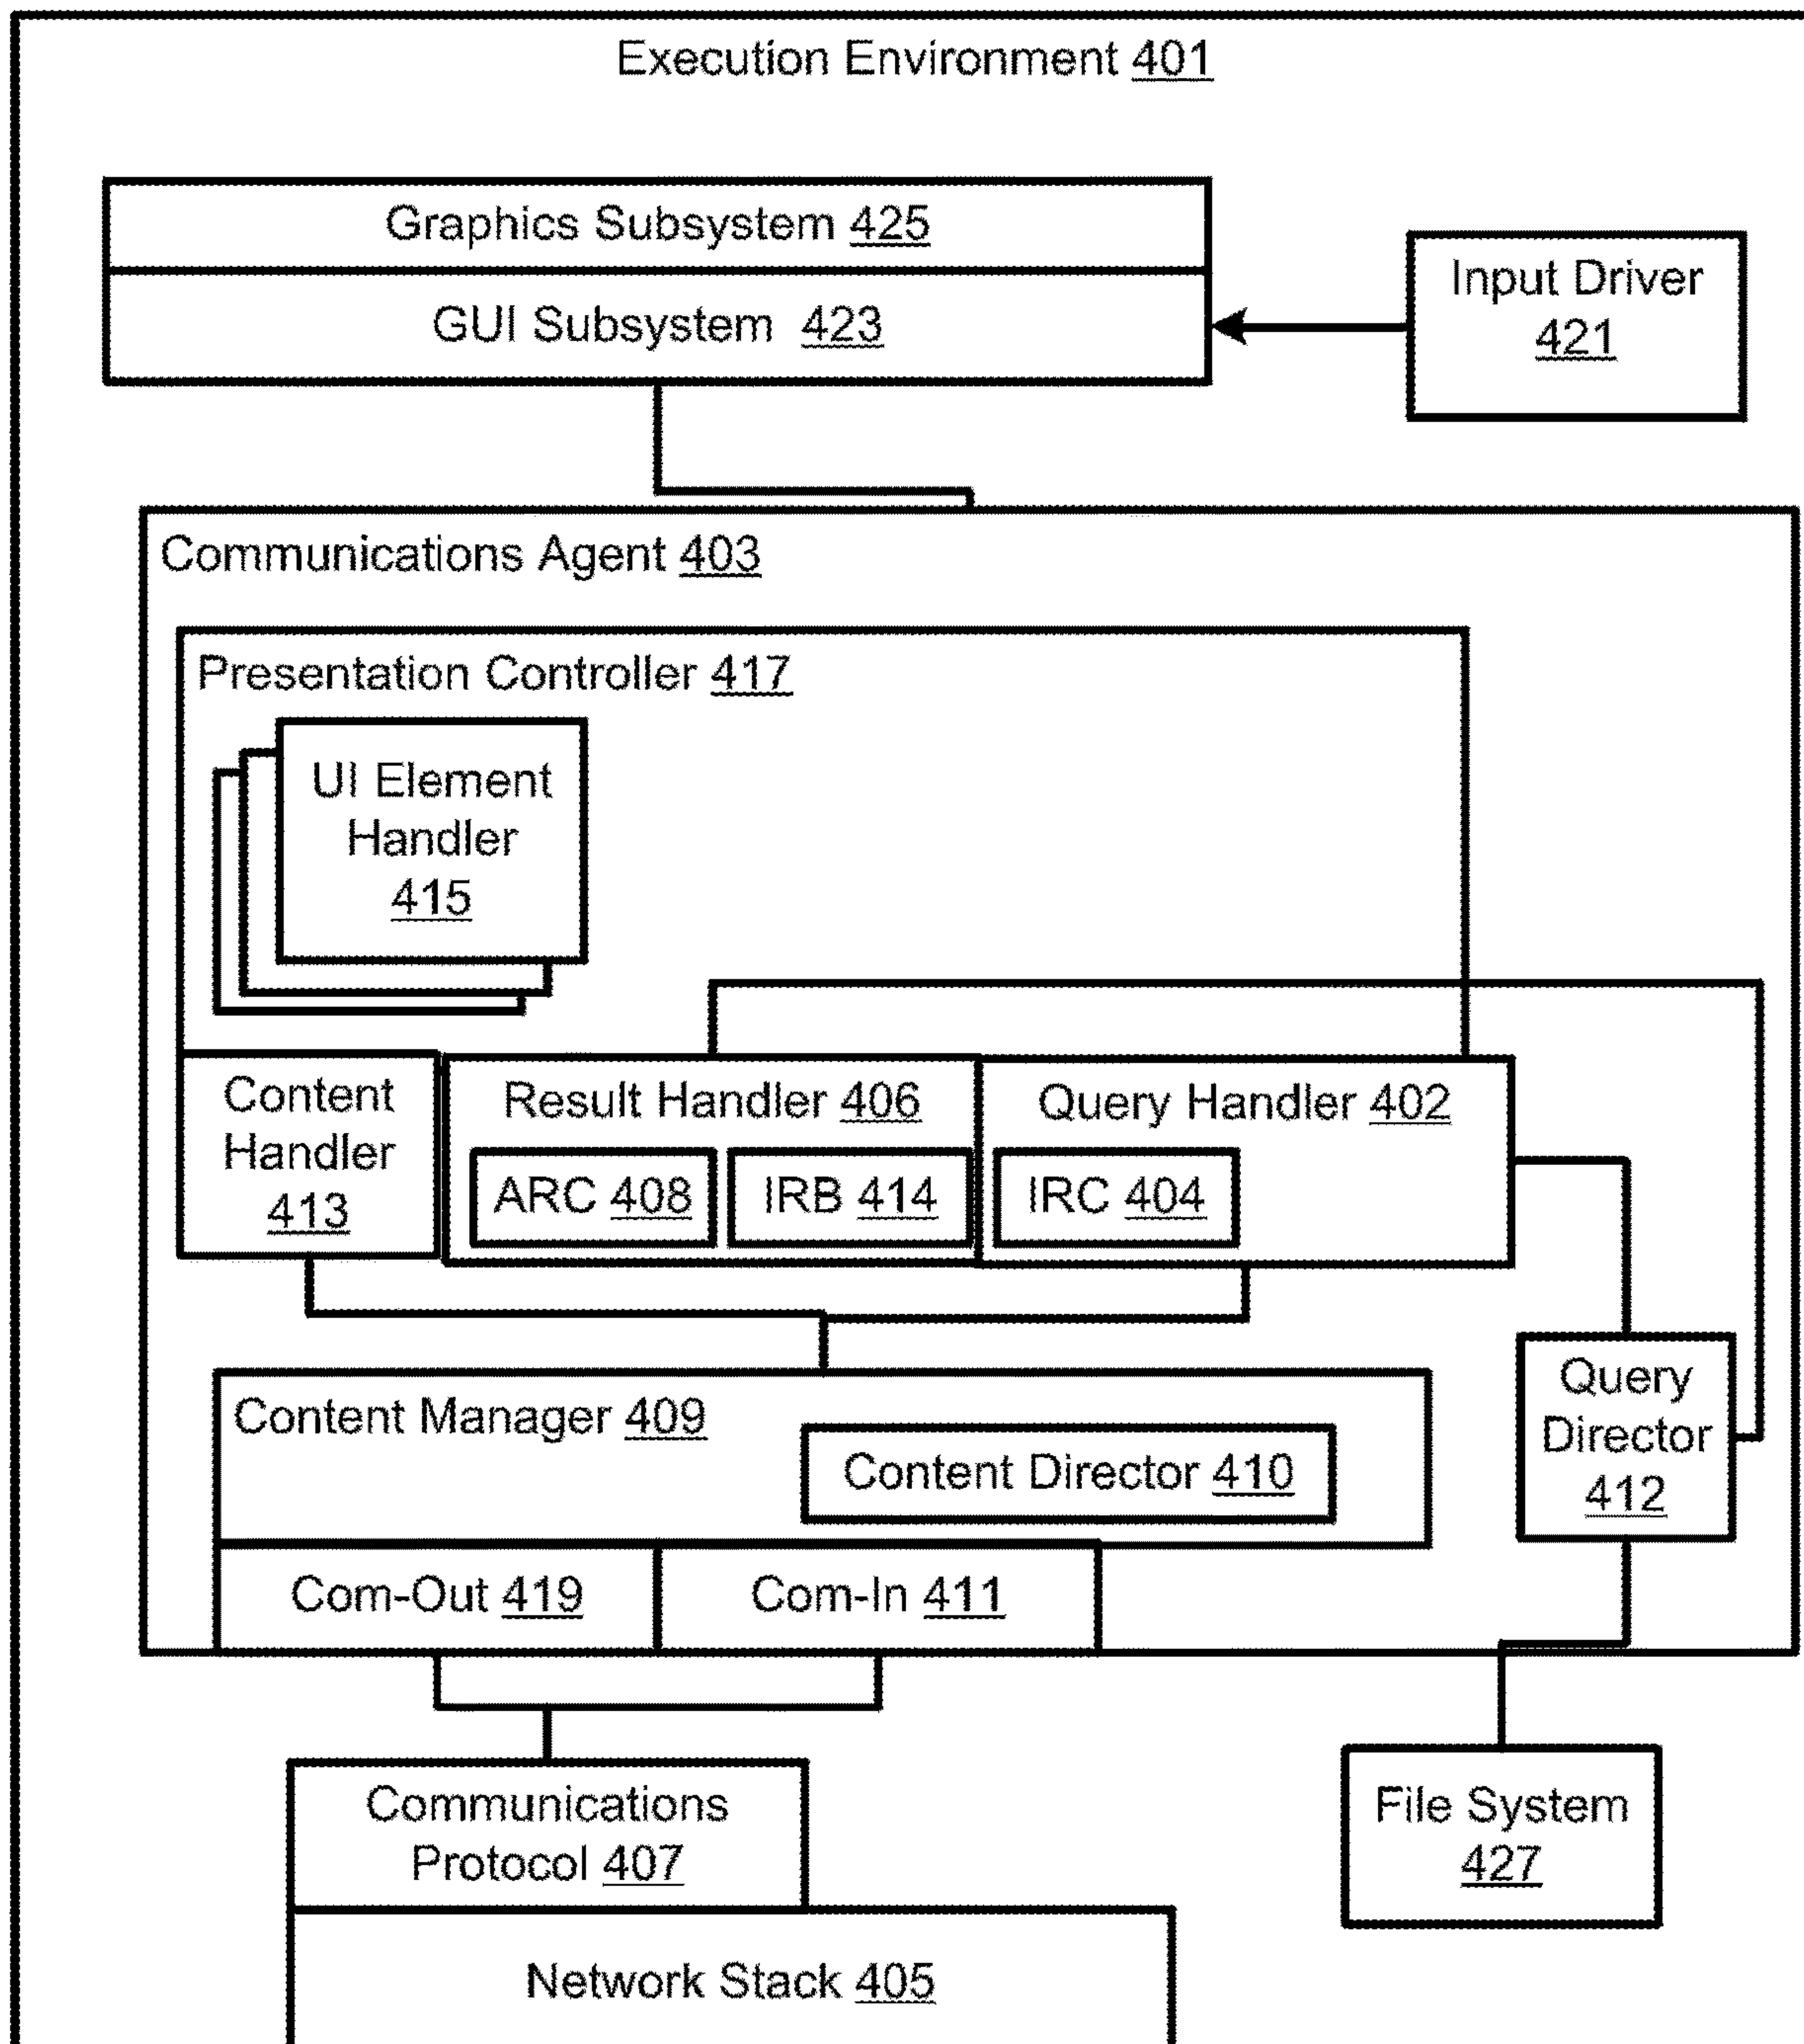 Execution Environment 401
Graphics Subsystem 425
GUI Subsystem 423
Input Driver
421
Communications Agent 403
Presentation Controller 417
UI Element
Handler
415
Content
Handler
413
Result Handler 406
ARC 408
IRB 414
Query Handler 402
IRC 404
Content Manager 409
Content Director 410
Query
Director
412
Com-Out 419
Com-In 411
Communications
Protocol 407
File System
427
Network Stack 405